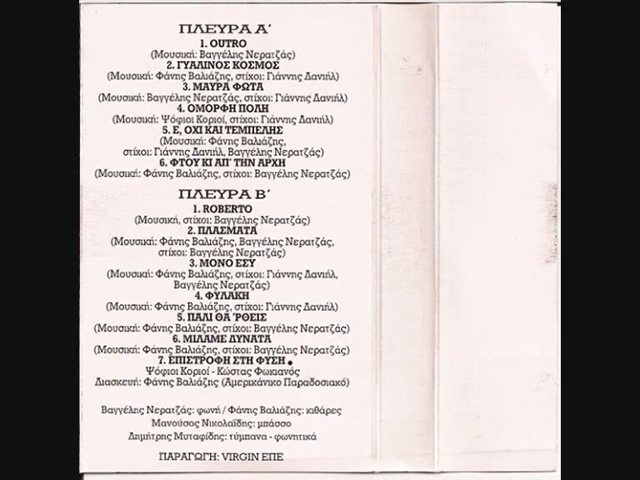 ΠΛΕΥΡΑ Α΄
1. OUTRO
(Μουσική: Βαγγέλης Νερατζάς)
2. ΓΥΑΛΙΝΟΣ ΚΟΣΜΟΣ
(Μουσική: Φάνης Βαλιάζης, στίχοι: Γιάννης Δανιήλ)
3. ΜΑΥΡΑ ΦΩΤΑ
(Μουσική: Βαγγέλης Νερατζάς, στίχοι: Γιάννης Δανιήλ)
4. ΟΜΟΡΦΗ ΠΟΛΗ
(Μουσική: Ψόφιοι Κοριοί, στίχοι: Γιάννης Δανιήλ)
5. Ε, ΟΧΙ ΚΑΙ ΤΕΜΠΕΛΗΣ
(Μουσική: Φάνης Βαλιάζης,
στίχοι: Γιάννης Δανιήλ, Βαγγέλης Νερατζάς)
6. ΦΤΟΥ ΚΙ ΑΠ' ΤΗΝ ΑΡΧΗ
(Μουσική: Φάνης Βαλιάζης, στίχοι: Βαγγέλης Νερατζάς)
ΠΛΕΥΡΑ Β΄
1. ROBERTO
(Μουσική, στίχοι: Βαγγέλης Νερατζάς)
2. ΠΛΑΣΜΑΤΑ
(Μουσική: Φάνης Βαλιάζης, Βαγγέλης Νερατζάς,
στίχοι: Βαγγέλης Νερατζάς)
3. ΜΟΝΟ ΕΣΥ
(Μουσική: Φάνης Βαλιάζης, στίχοι: Γιάννης Δανιήλ,
Βαγγέλης Νερατζάς)
4. ΦΥΛΑΚΗ
(Μουσική: Φάνης Βαλιάζης, στίχοι: Γιάννης Δανιήλ)
5. ΠΑΛΙ ΘΑ 'ΡΘΕΙΣ
(Μουσική: Φάνης Βαλιάζης, στίχοι: Βαγγέλης Νερατζάς)
6. ΜΙΛΑΜΕ ΔΥΝΑΤΑ
(Μουσική: Φάνης Βαλιάζης, στίχοι: Βαγγέλης Νερατζάς)
7. ΕΠΙΣΤΡΟΦΗ ΣΤΗ ΦΥΣΗ
Ψόφιοι Κοριοί - Κώστας Φωκιανός
Διασκευή: Φάνης Βαλιάζης (Αμερικάνικο Παραδοσιακό)
Βαγγέλης Νερατζάς: φωνή / Φάνης Βαλιάζης: κιθάρες
Μανούσος Νικολαΐδης: μπάσσο
Δημήτρης Μυταφίδης: τύμπανα - φωνητικά
ΠΑΡΑΓΩΓΗ: VIRGIN ΕΠΕ